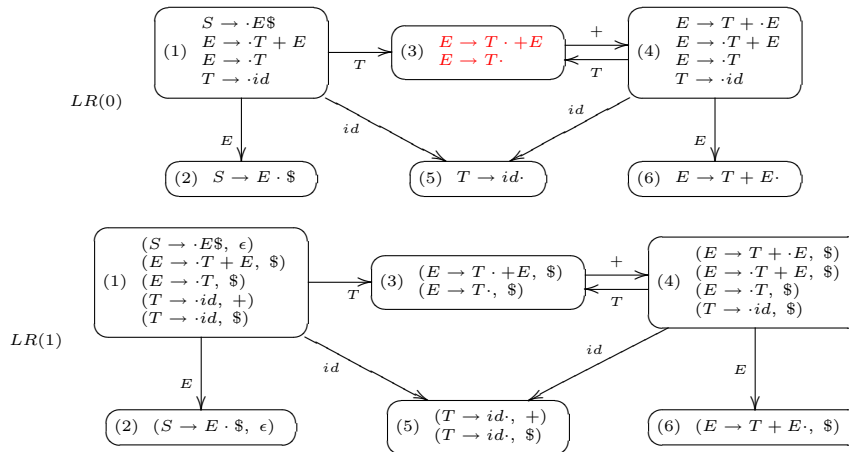 S → ·E$
(1) E → ·T + E
E → ·T
T → ·id
T
(3) E → T · +E
E → T·
+
T
(4) E → T + ·E
E → ·T + E
E → ·T
T → ·id
LR(0)
E
id
id
E
(2) S → E · $
(5) T → id·
(6) E → T + E·
(1) (S → ·E$, ϵ)
(E → ·T + E, $)
(E → ·T, $)
(T → ·id, +)
(T → ·id, $)
T
(3) (E → T · +E, $)
(E → T·, $)
+
T
(4) (E → T + ·E, $)
(E → ·T + E, $)
(E → ·T, $)
(T → ·id, $)
LR(1)
E
id
id
E
(2) (S → E · $, ϵ)
(5) (T → id·, +)
(T → id·, $)
(6) (E → T + E·, $)